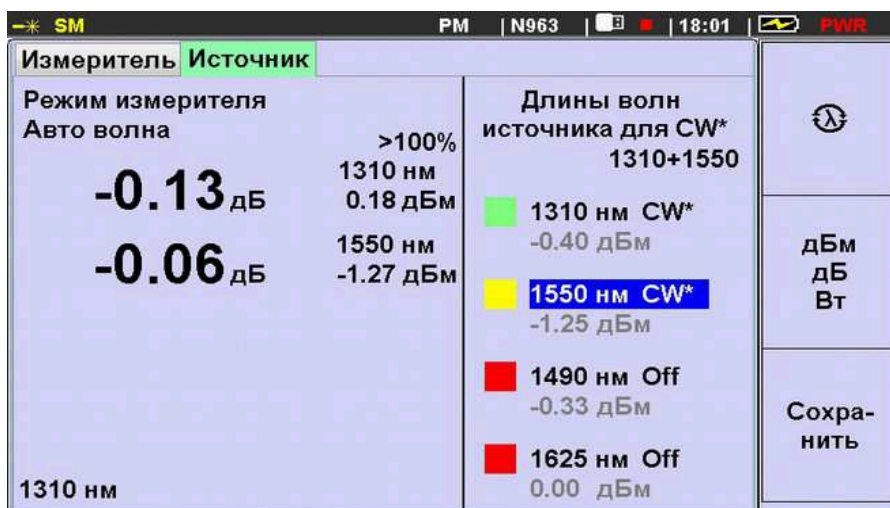 SM PM | N963 | | 18:01 | PWR
Измеритель Источник
Режим измерителя
Авто волна
>100%
-0.13 дБ
1310 нм
0.18 дБм
-0.06 дБ
1550 нм
-1.27 дБм
1310 нм
Длины волн
источника для CW*
1310+1550
1310 нм CW*
-0.40 дБм
1550 нм CW*
-1.25 дБм
1490 нм Off
-0.33 дБм
1625 нм Off
0.00 дБм
λ
дБм
дБ
Вт
Сохра-
нить